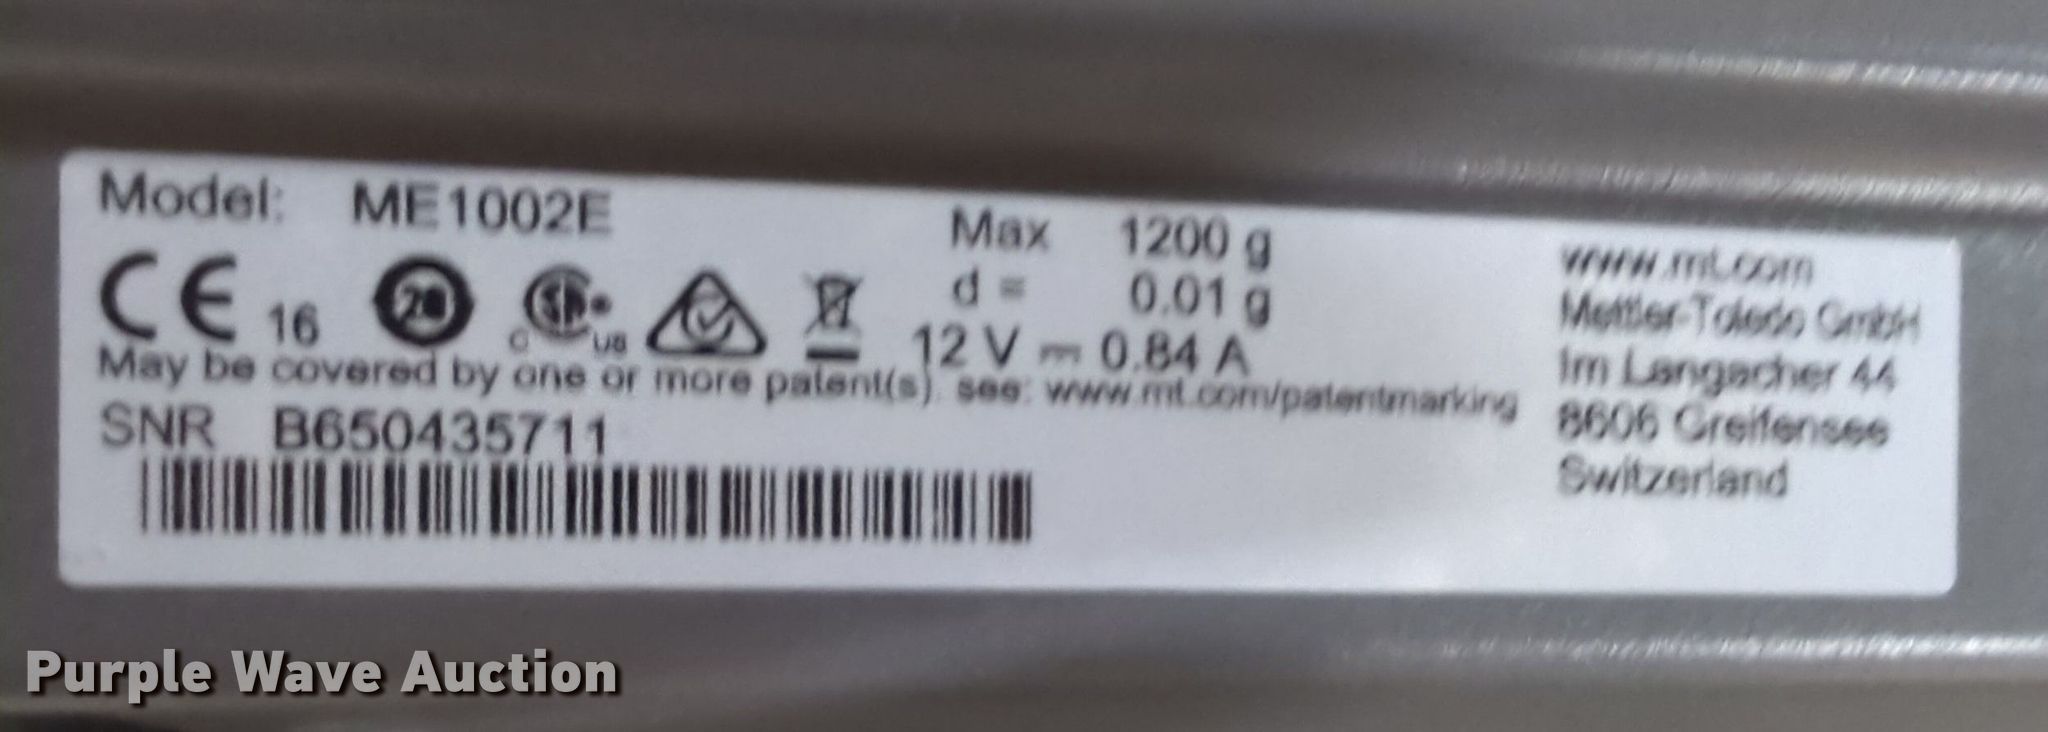 Model: ME1002E
Max 1200 g
d = 0.01 g
12 V 0.84 A
CE 16 20 C US
May be covered by one or more patent(s). see: www.mt.com/patentmarking
SNR B650435711
www.mt.com
Mettler-Toledo GmbH
Im Langacher 44
8606 Greifensee
Switzerland
Purple Wave Auction